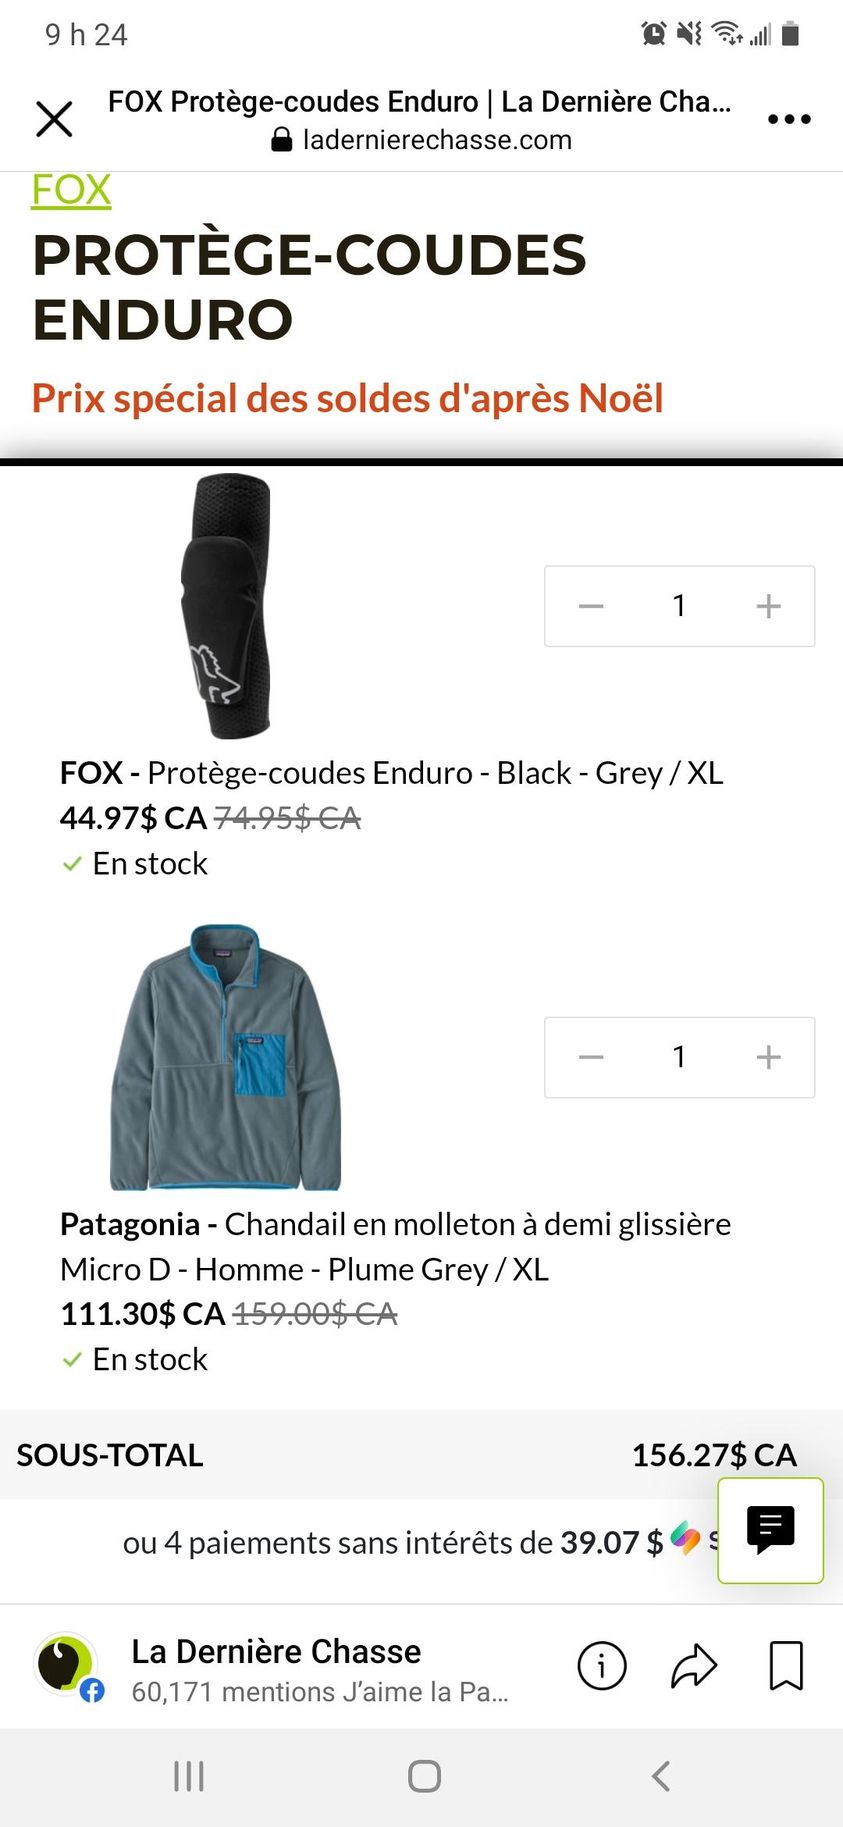 9 h 24
FOX Protège-coudes Enduro | La Dernière Cha...
ladernierechasse.com
FOX
PROTÈGE-COUDES
ENDURO
Prix spécial des soldes d'après Noël
1
FOX - Protège-coudes Enduro - Black - Grey / XL
44.97$ CA 74.95$ CA
En stock
1
Patagonia - Chandail en molleton à demi glissière
Micro D - Homme - Plume Grey / XL
111.30$ CA 159.00$ CA
En stock
SOUS-TOTAL 156.27$ CA
ou 4 paiements sans intérêts de 39.07 $
La Dernière Chasse
60,171 mentions J’aime la Pa...